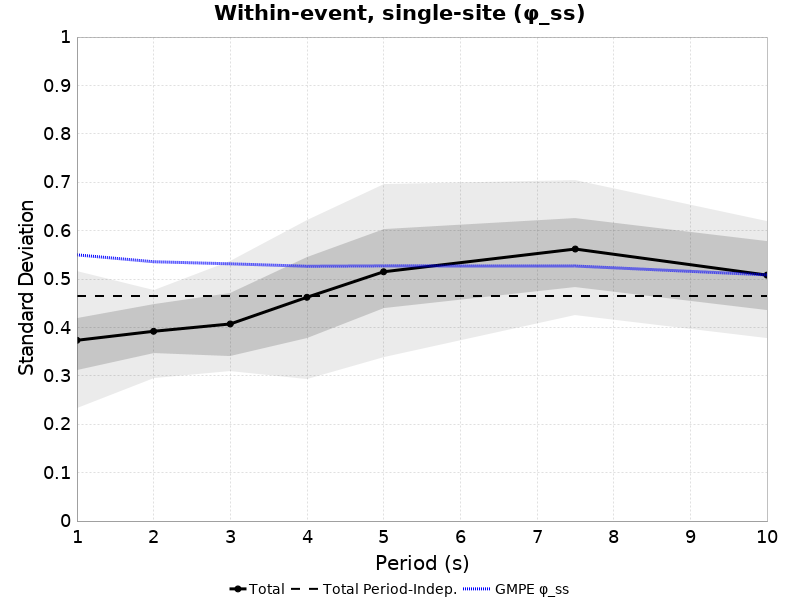 Within-event, single-site (φ_ss)
Standard Deviation
1
0.9
0.8
0.7
0.6
0.5
0.4
0.3
0.2
0.1
0
1 2 3 4 5 6 7 8 9 10
Period (s)
Total Total Period-Indep. GMPE φ_ss